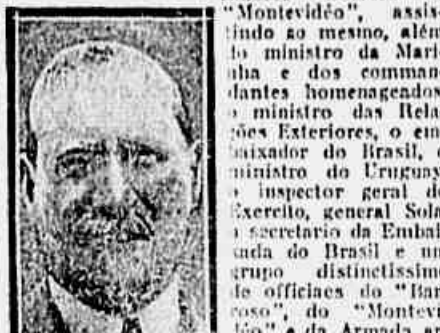 "Montevidéo", assis-
tindo ao mesmo, além
do ministro da Mari-
nha e dos comman-
dantes homenageados
o ministro das Rela-
ções Exteriores, o em-
baixador do Brasil, o
ministro do Uruguay
o inspector geral do
Exercito, general Sola
o secretario da Embai-
xada do Brasil e um
grupo distinctissimo
de officiaes do "Bar-
roso", do "Montevi-
déo" e da Armada